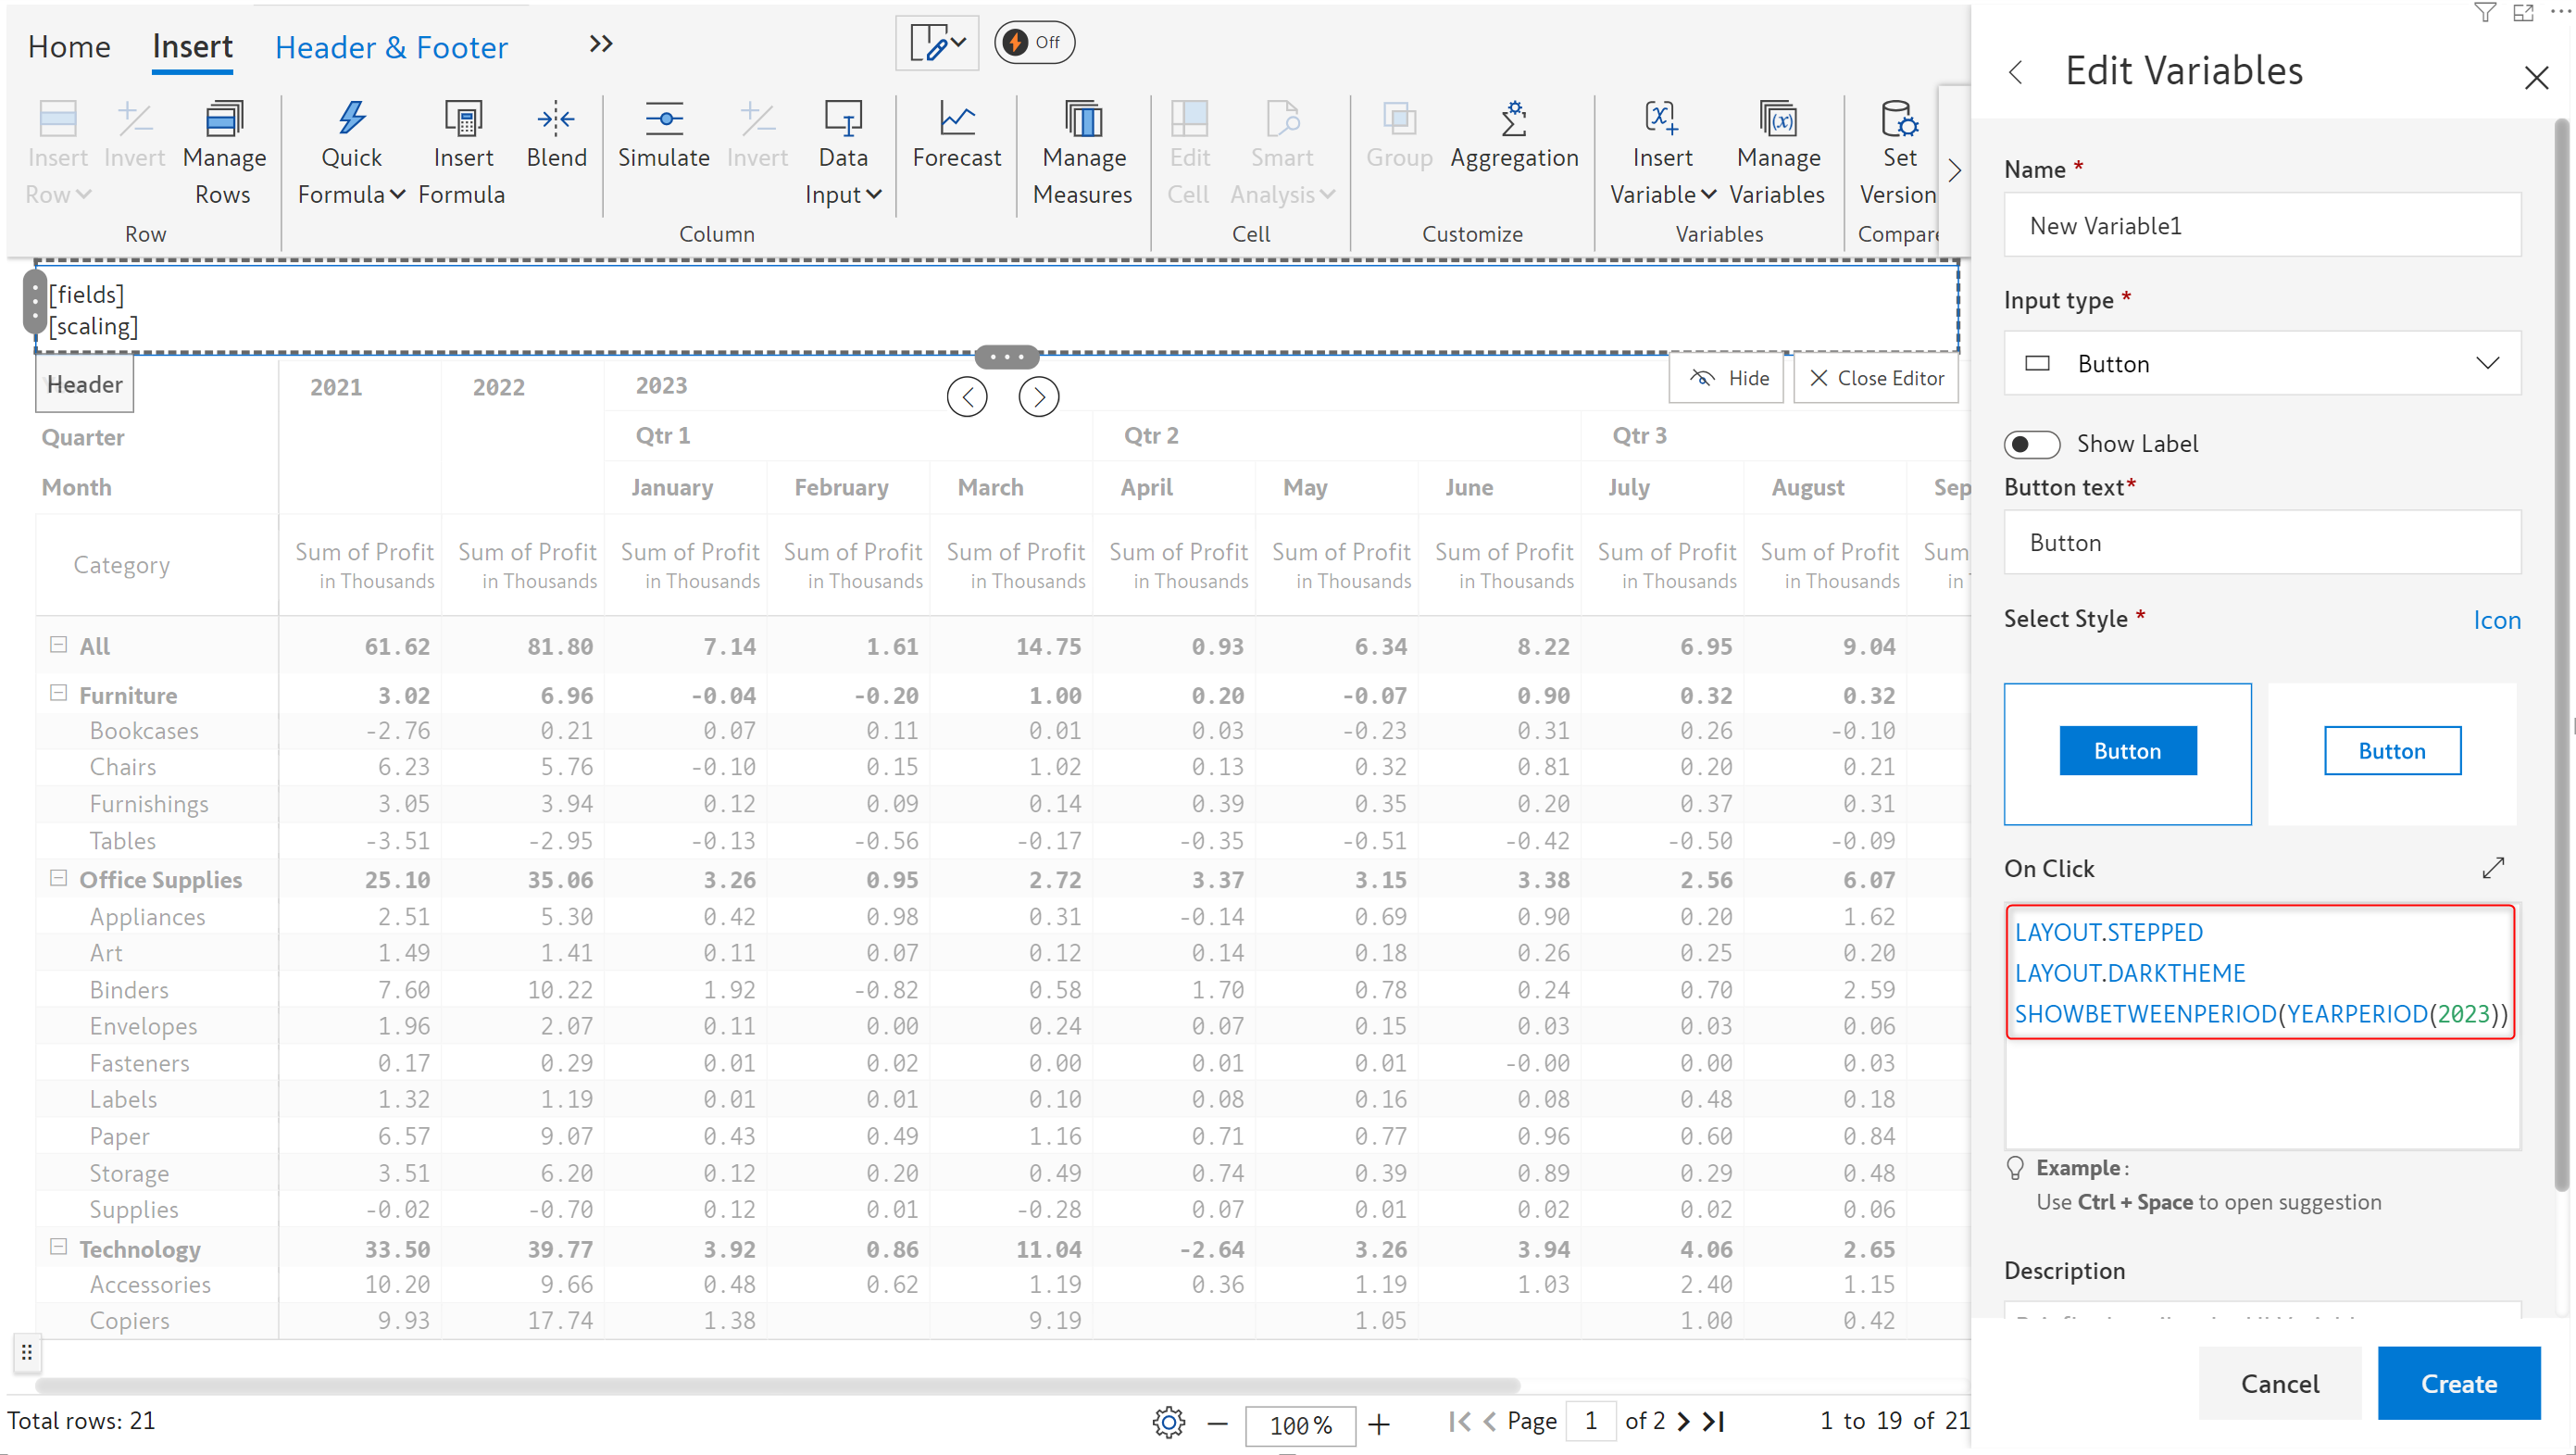 Home Insert Header & Footer Off
Insert Row Invert Manage Rows Quick Formula Insert Formula Blend Simulate Invert Data Input Forecast Manage Measures Edit Cell Smart Analysis Group Aggregation Insert Variable Manage Variables Set Version
Row Column Cell Customize Variables Compare
[fields]
[scaling]
Header 2021 2022 2023 Hide Close Editor
Quarter Qtr 1 Qtr 2 Qtr 3
Month January February March April May June July August Sep
Category Sum of Profit Sum of Profit Sum of Profit Sum of Profit Sum of Profit Sum of Profit Sum of Profit Sum of Profit Sum of Profit Sum of Profit Sum
in Thousands in Thousands in Thousands in Thousands in Thousands in Thousands in Thousands in Thousands in Thousands in Thousands in
All 61.62 81.80 7.14 1.61 14.75 0.93 6.34 8.22 6.95 9.04
Furniture 3.02 6.96 -0.04 -0.20 1.00 0.20 -0.07 0.90 0.32 0.32
Bookcases -2.76 0.21 0.07 0.11 0.01 0.03 -0.23 0.31 0.26 -0.10
Chairs 6.23 5.76 -0.10 0.15 1.02 0.13 0.32 0.81 0.20 0.21
Furnishings 3.05 3.94 0.12 0.09 0.14 0.39 0.35 0.20 0.37 0.31
Tables -3.51 -2.95 -0.13 -0.56 -0.17 -0.35 -0.51 -0.42 -0.50 -0.09
Office Supplies 25.10 35.06 3.26 0.95 2.72 3.37 3.15 3.38 2.56 6.07
Appliances 2.51 5.30 0.42 0.98 0.31 -0.14 0.69 0.90 0.20 1.62
Art 1.49 1.41 0.11 0.07 0.12 0.14 0.18 0.26 0.25 0.20
Binders 7.60 10.22 1.92 -0.82 0.58 1.70 0.78 0.24 0.70 2.59
Envelopes 1.96 2.07 0.11 0.00 0.24 0.07 0.15 0.03 0.03 0.06
Fasteners 0.17 0.29 0.01 0.02 0.00 0.01 0.01 -0.00 0.00 0.03
Labels 1.32 1.19 0.01 0.01 0.10 0.08 0.16 0.08 0.48 0.18
Paper 6.57 9.07 0.43 0.49 1.16 0.71 0.77 0.96 0.60 0.84
Storage 3.51 6.20 0.12 0.20 0.49 0.74 0.39 0.89 0.29 0.48
Supplies -0.02 -0.70 0.12 0.01 -0.28 0.07 0.01 0.02 0.02 0.06
Technology 33.50 39.77 3.92 0.86 11.04 -2.64 3.26 3.94 4.06 2.65
Accessories 10.20 9.66 0.48 0.62 1.19 0.36 1.19 1.03 2.40 1.15
Copiers 9.93 17.74 1.38 9.19 1.05 1.00 0.42
Total rows: 21 100% Page 1 of 2 1 to 19 of 21
Edit Variables
Name *
New Variable1
Input type *
Button
Show Label
Button text*
Button
Select Style * Icon
Button Button
On Click
LAYOUT.STEPPED
LAYOUT.DARKTHEME
SHOWBETWEENPERIOD(YEARPERIOD(2023))
Example :
Use Ctrl + Space to open suggestion
Description
Cancel Create